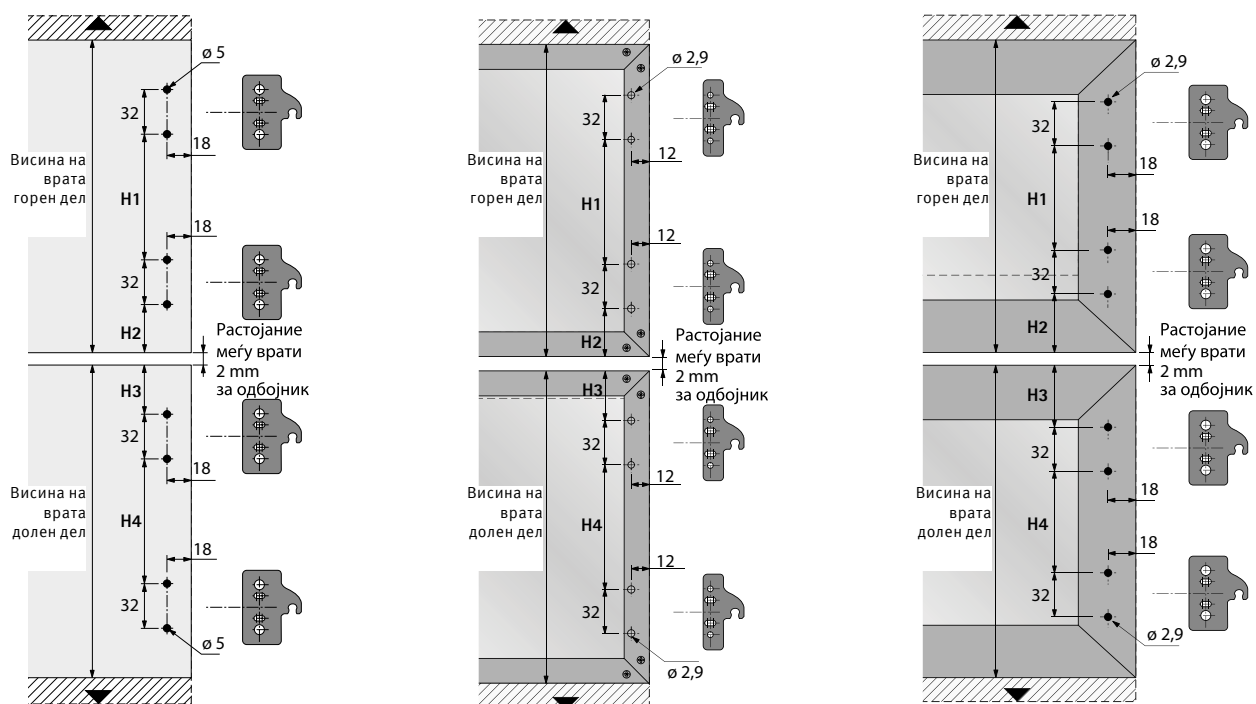 ø 5
32
18
Висина на
врата
горен дел
H1
18
32
H2
Растојание
меѓу врати
2 mm
за одбојник
H3
32
18
Висина на
врата
долен дел
H4
18
32
ø 5
ø 2,9
32
12
Висина на
врата
горен дел
H1
12
32
H2
Растојание
меѓу врати
2 mm
за одбојник
H3
32
12
Висина на
врата
долен дел
H4
12
32
ø 2,9
ø 2,9
32
18
Висина на
врата
горен дел
H1
18
32
H2
Растојание
меѓу врати
2 mm
за одбојник
H3
32
18
Висина на
врата
долен дел
H4
18
32
ø 2,9